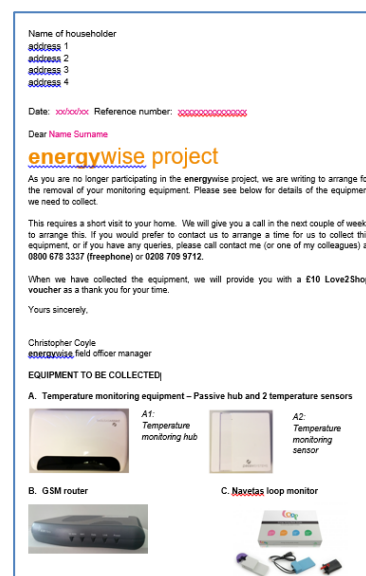 Name of householder
address 1
address 2
address 3
address 4
Date: xx/xx/xx Reference number: xxxxxxxxxxxxxxx
Dear Name Surname
energywise project
As you are no longer participating in the energywise project, we are writing to arrange fo
the removal of your monitoring equipment. Please see below for details of the equipmen
we need to collect.
This requires a short visit to your home. We will give you a call in the next couple of week
to arrange this. If you would prefer to contact us to arrange a time for us to collect thi
equipment, or if you have any queries, please call contact me (or one of my colleagues) a
0800 678 3337 (freephone) or 0208 709 9712.
When we have collected the equipment, we will provide you with a £10 Love2Shop
voucher as a thank you for your time.
Yours sincerely,
Christopher Coyle
energywise field officer manager
EQUIPMENT TO BE COLLECTED
A. Temperature monitoring equipment – Passive hub and 2 temperature sensors
A1:
Temperature
monitoring hub
A2:
Temperature
monitoring
sensor
B. GSM router
C. Navetas loop monitor
loop